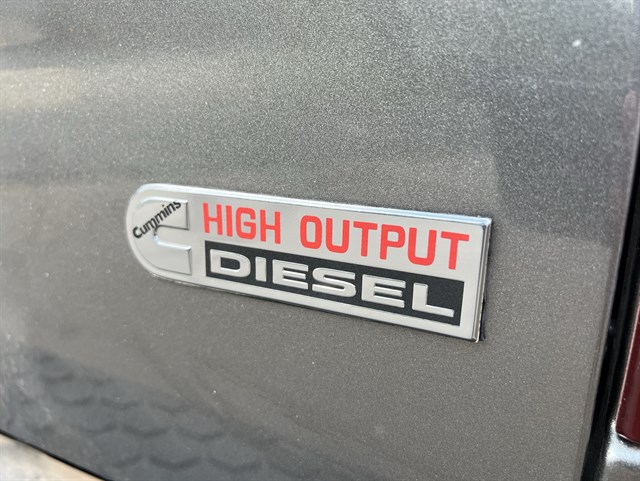 Cummins
HIGH OUTPUT
DIESEL